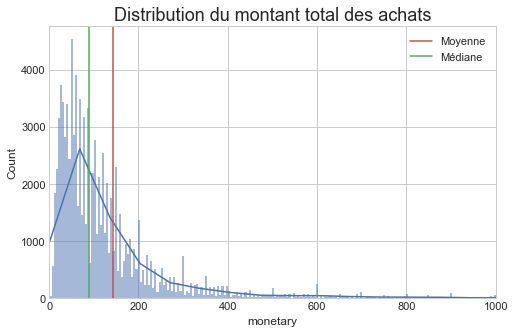 Distribution du montant total des achats
Moyenne
Médiane
4000
3000
2000
1000
0
Count
0 200 400 600 800 1000
monetary